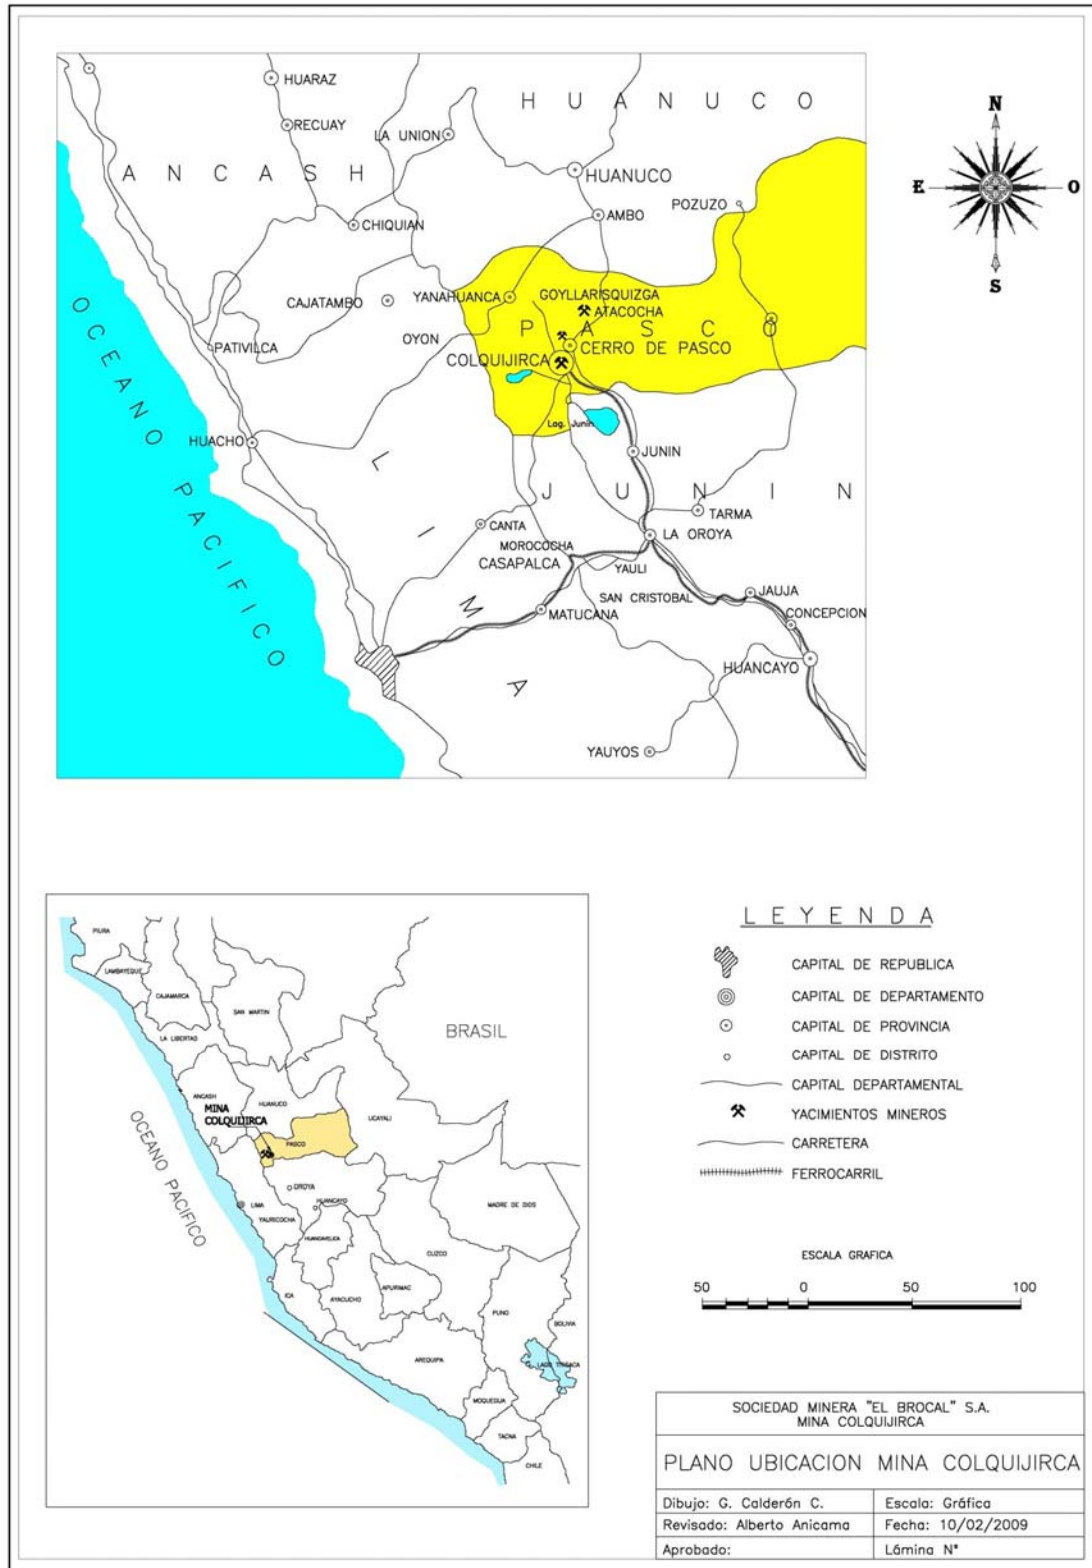 HUARAZ
H U A N U C O
RECUAY
LA UNION
A N C A S H
HUANUCO
AMBO
POZUZO
CHIQUIAN
CAJATAMBO
YANAHUANCA
GOYLLARISQUIZGA
ATACOCHA
P A S C O
OYON
CERRO DE PASCO
COLQUIJIRCA
PATIVILCA
Lag. Junin
HUACHO
JUNIN
J U N I N
L I M A
OCEANO PACIFICO
TARMA
CANTA
LA OROYA
MOROCOCHA
CASAPALCA
YAULI
SAN CRISTOBAL
JAUJA
MATUCANA
CONCEPCION
HUANCAYO
YAUYOS
N
E
O
S
PIURA
LAMBAYEQUE
CAJAMARCA
SAN MARTIN
LA LIBERTAD
BRASIL
ANCASH
HUANUCO
MINA
COLQUIJIRCA
UCAYALI
PASCO
OCEANO PACIFICO
OROYA
HUANCAYO
LIMA
YAURICOCHA
MADRE DE DIOS
HUANCAVELICA
CUZCO
APURIMAC
ICA
AYACUCHO
PUNO
BOLIVIA
AREQUIPA
MOQUEGUA
TACNA
CHILE
L E Y E N D A
CAPITAL DE REPUBLICA
CAPITAL DE DEPARTAMENTO
CAPITAL DE PROVINCIA
CAPITAL DE DISTRITO
CAPITAL DEPARTAMENTAL
YACIMIENTOS MINEROS
CARRETERA
FERROCARRIL
ESCALA GRAFICA
50 0 50 100
SOCIEDAD MINERA "EL BROCAL" S.A.
MINA COLQUIJIRCA
PLANO UBICACION MINA COLQUIJIRCA
Dibujo: G. Calderón C.
Escala: Gráfica
Revisado: Alberto Anicama
Fecha: 10/02/2009
Aprobado:
Lámina N°